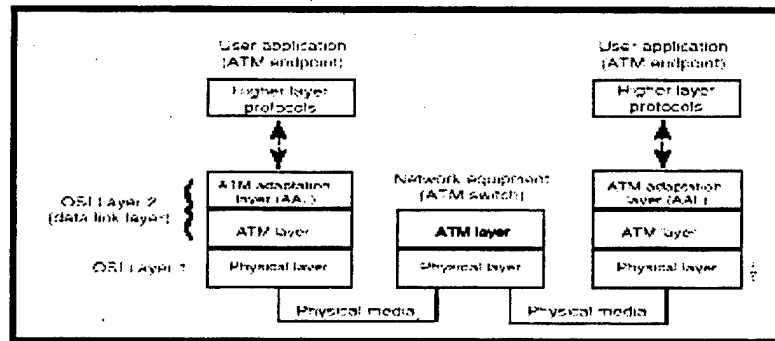 User application
(ATM endpoint)
Higher layer
protocols
User application
(ATM endpoint)
Higher layer
protocols
OSI Layer 2
(data link layer)
ATM adaptation
layer (AAL)
ATM layer
Physical layer
OSI Layer 1
Network equipment
(ATM switch)
ATM layer
Physical layer
ATM adaptation
layer (AAL)
ATM layer
Physical layer
Physical media
Physical media